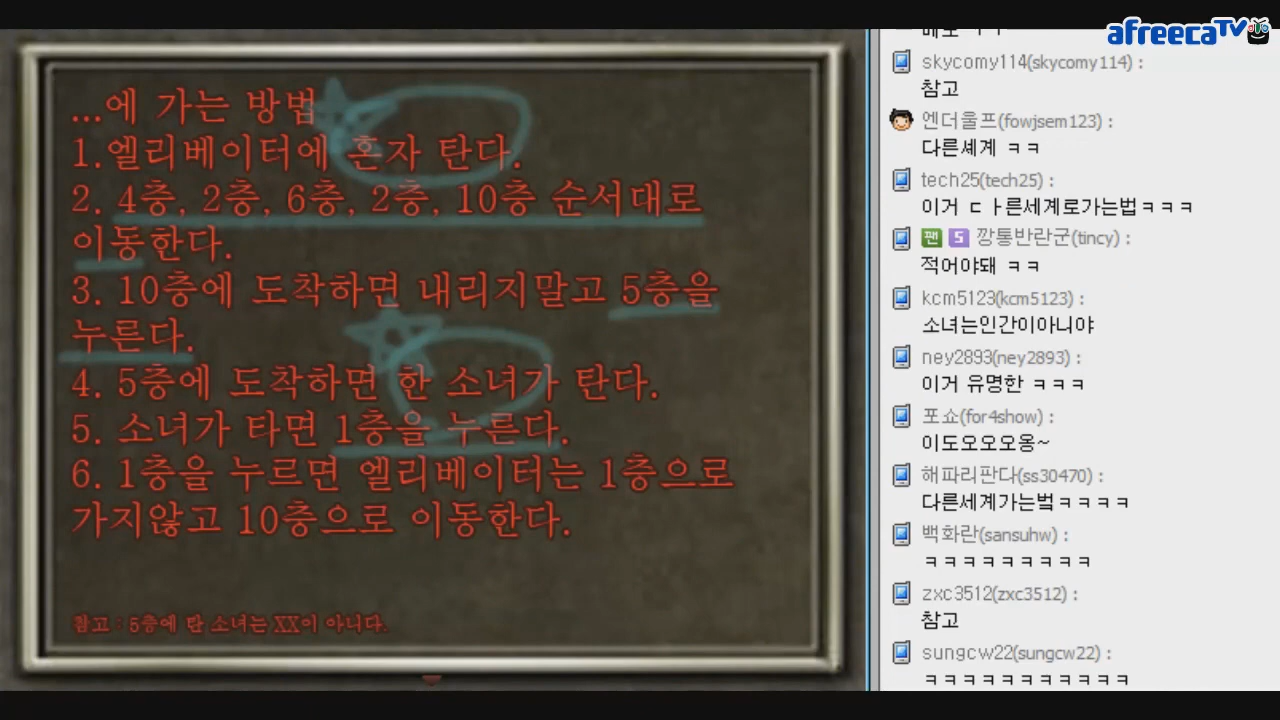 ...에 가는 방법
1.엘리베이터에 혼자 탄다.
2. 4층, 2층, 6층, 2층, 10층 순서대로
이동한다.
3. 10층에 도착하면 내리지말고 5층을
누른다.
4. 5층에 도착하면 한 소녀가 탄다.
5. 소녀가 타면 1층을 누른다.
6. 1층을 누르면 엘리베이터는 1층으로
가지않고 10층으로 이동한다.
참고 : 5층에 탄 소녀는 XX이 아니다.
afreecaTV
skycomy114(skycomy114) :
참고
엔더울프(fowjsem123) :
다른세계 ㅋㅋ
tech25(tech25) :
이거 ㄷㅏ른세계로가는법ㅋㅋㅋ
팬 5 깡통반란군(tincy) :
적어야돼 ㅋㅋ
kcm5123(kcm5123) :
소녀는인간이아니야
ney2893(ney2893) :
이거 유명한 ㅋㅋㅋ
포쇼(for4show) :
이도오오오옹~
해파리판다(ss30470) :
다른세계가는벜ㅋㅋㅋㅋ
백화란(sansuhw) :
ㅋㅋㅋㅋㅋㅋㅋㅋㅋ
zxc3512(zxc3512) :
참고
sungcw22(sungcw22) :
ㅋㅋㅋㅋㅋㅋㅋㅋㅋㅋㅋ